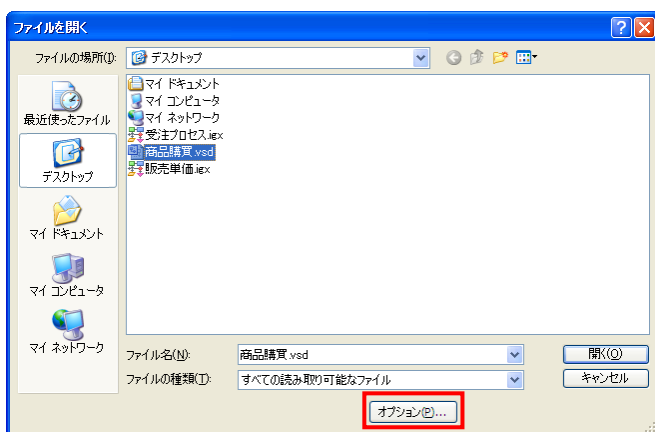 ファイルを開く
ファイルの場所(I):
デスクトップ
最近使ったファイル
デスクトップ
マイ ドキュメント
マイ コンピュータ
マイ ネットワーク
マイ ドキュメント
マイ コンピュータ
マイ ネットワーク
受注プロセス.igx
商品購買.vsd
販売単価.igx
ファイル名(N):
商品購買.vsd
開く(O)
ファイルの種類(T):
すべての読み取り可能なファイル
キャンセル
オプション(P)...